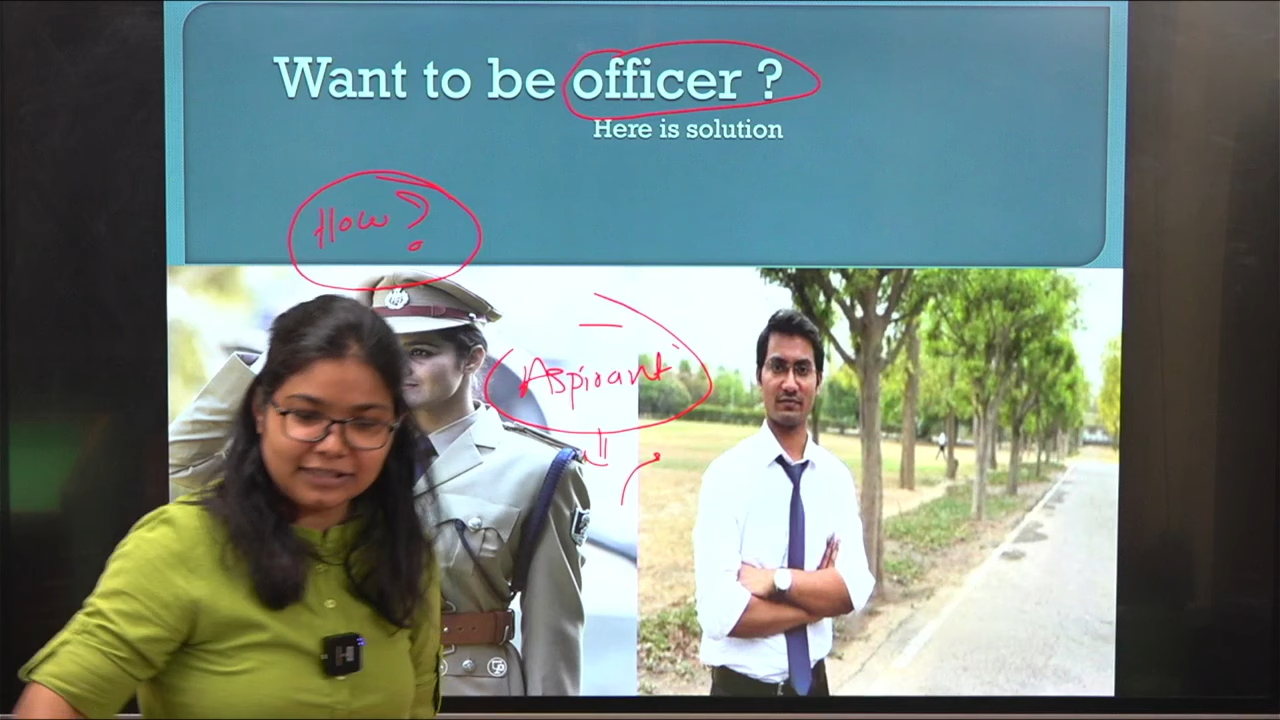 Want to be officer ?
Here is solution
How?
Aspirant
H